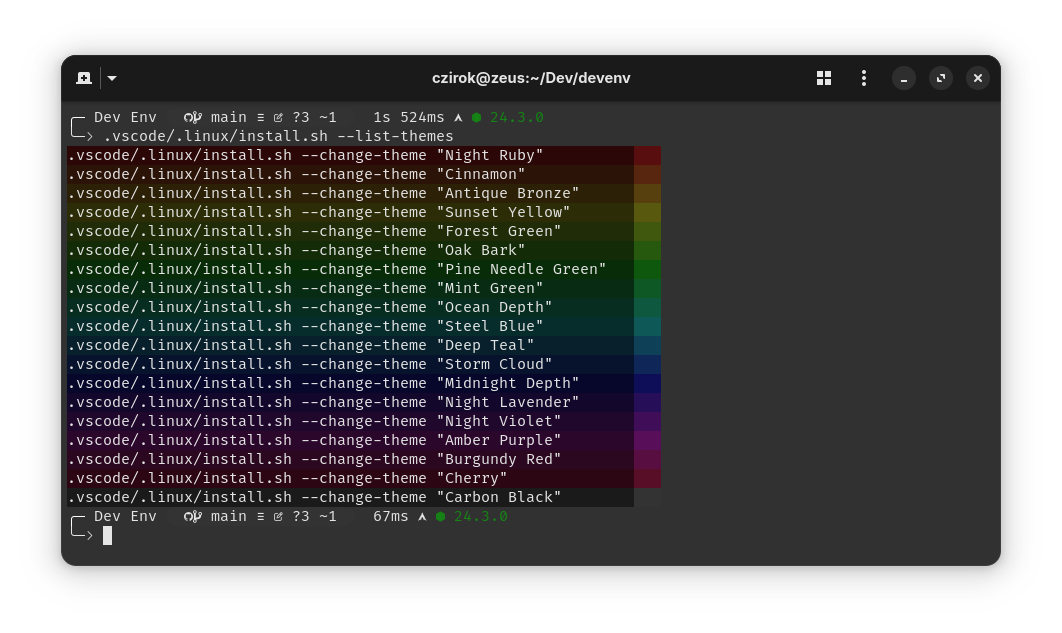 czirok@zeus:~/Dev/devenv
Dev Env main ≡ ?3 ~1 1s 524ms 24.3.0
> .vscode/.linux/install.sh --list-themes
.vscode/.linux/install.sh --change-theme "Night Ruby"
.vscode/.linux/install.sh --change-theme "Cinnamon"
.vscode/.linux/install.sh --change-theme "Antique Bronze"
.vscode/.linux/install.sh --change-theme "Sunset Yellow"
.vscode/.linux/install.sh --change-theme "Forest Green"
.vscode/.linux/install.sh --change-theme "Oak Bark"
.vscode/.linux/install.sh --change-theme "Pine Needle Green"
.vscode/.linux/install.sh --change-theme "Mint Green"
.vscode/.linux/install.sh --change-theme "Ocean Depth"
.vscode/.linux/install.sh --change-theme "Steel Blue"
.vscode/.linux/install.sh --change-theme "Deep Teal"
.vscode/.linux/install.sh --change-theme "Storm Cloud"
.vscode/.linux/install.sh --change-theme "Midnight Depth"
.vscode/.linux/install.sh --change-theme "Night Lavender"
.vscode/.linux/install.sh --change-theme "Night Violet"
.vscode/.linux/install.sh --change-theme "Amber Purple"
.vscode/.linux/install.sh --change-theme "Burgundy Red"
.vscode/.linux/install.sh --change-theme "Cherry"
.vscode/.linux/install.sh --change-theme "Carbon Black"
Dev Env main ≡ ?3 ~1 67ms 24.3.0
>